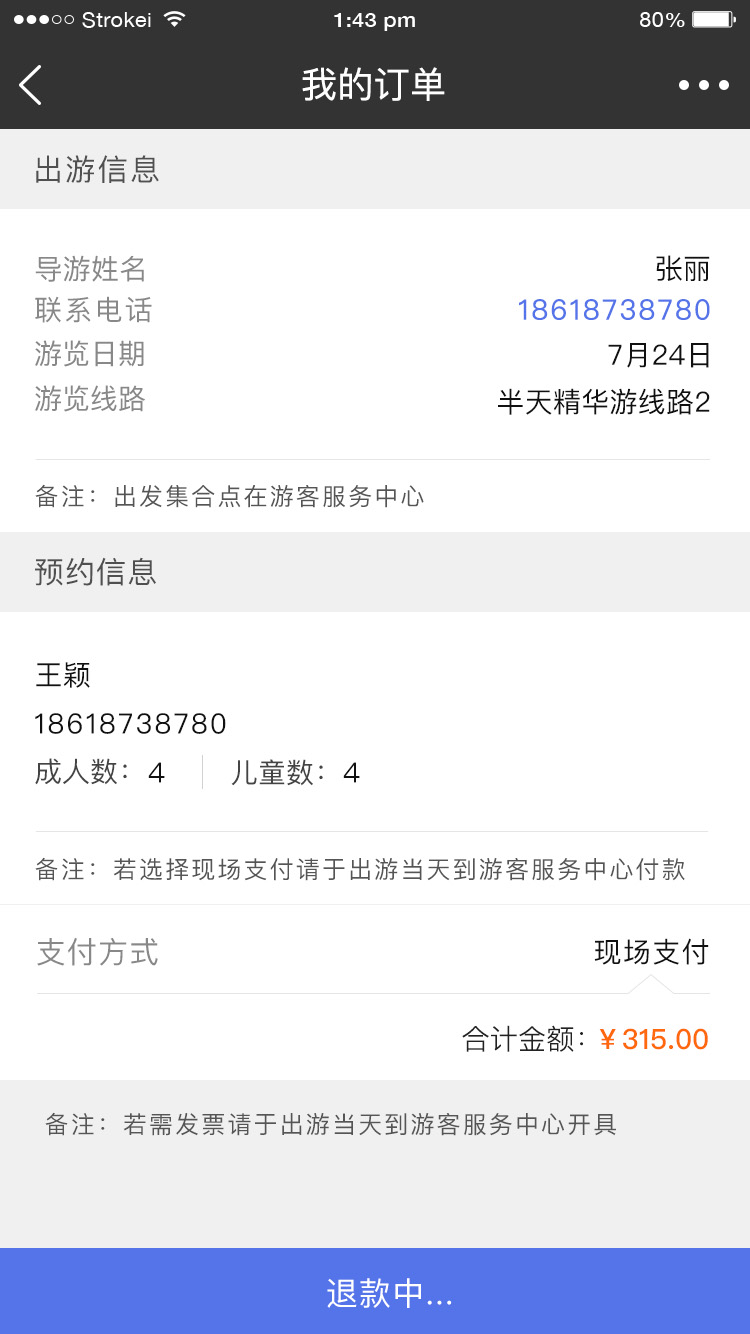 Strokei 1:43 pm 80%
我的订单
出游信息
导游姓名 张丽
联系电话 18618738780
游览日期 7月24日
游览线路 半天精华游线路2
备注：出发集合点在游客服务中心
预约信息
王颖
18618738780
成人数：4 儿童数：4
备注：若选择现场支付请于出游当天到游客服务中心付款
支付方式 现场支付
合计金额：￥315.00
备注：若需发票请于出游当天到游客服务中心开具
退款中...